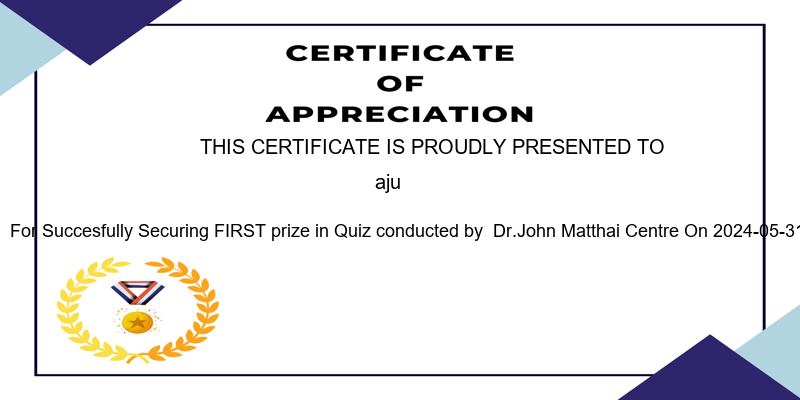 CERTIFICATE
OF
APPRECIATION
THIS CERTIFICATE IS PROUDLY PRESENTED TO
aju
For Succesfully Securing FIRST prize in Quiz conducted by  Dr.John Matthai Centre On 2024-05-31